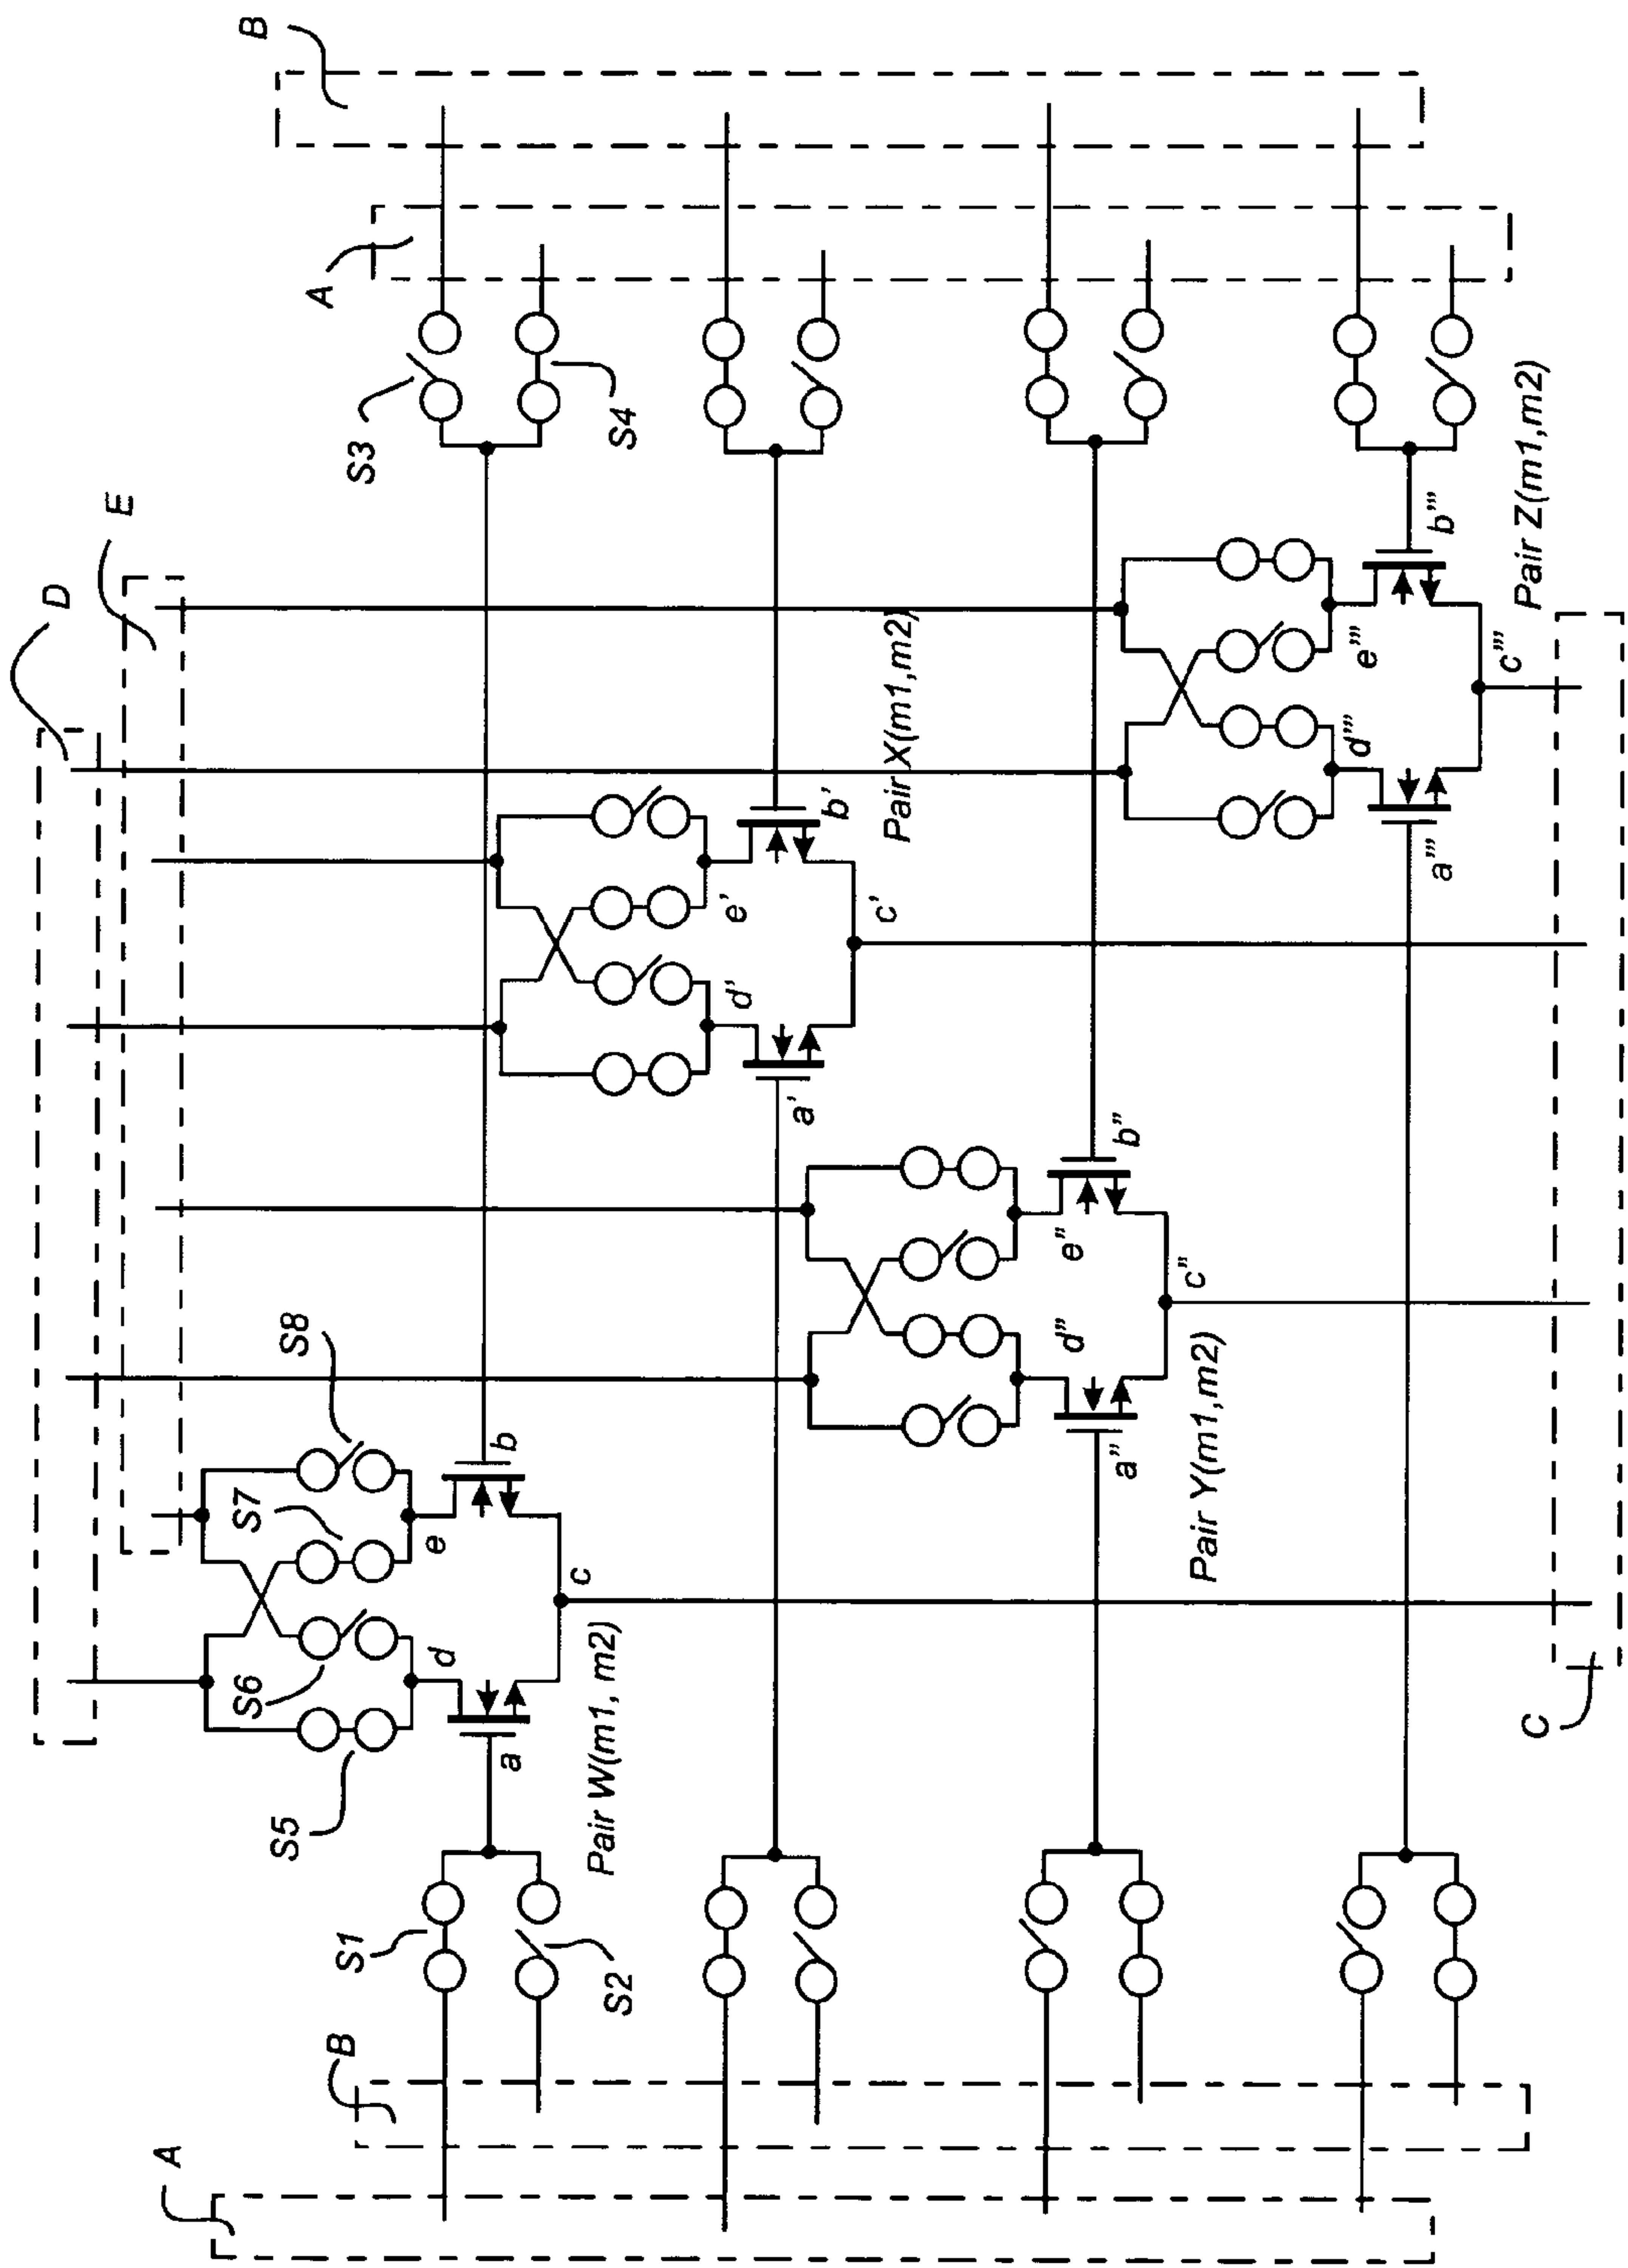 D
E
B
A
S3
S4
S8
S7
S6
S5
e
b
d
a
c
Pair W(m1, m2)
S1
S2
B
A
e'
b'
d'
a'
c'
Pair X(m1,m2)
e"
b"
d"
a"
c"
Pair Y(m1,m2)
e'''
b'''
d'''
a'''
c'''
Pair Z(m1,m2)
C